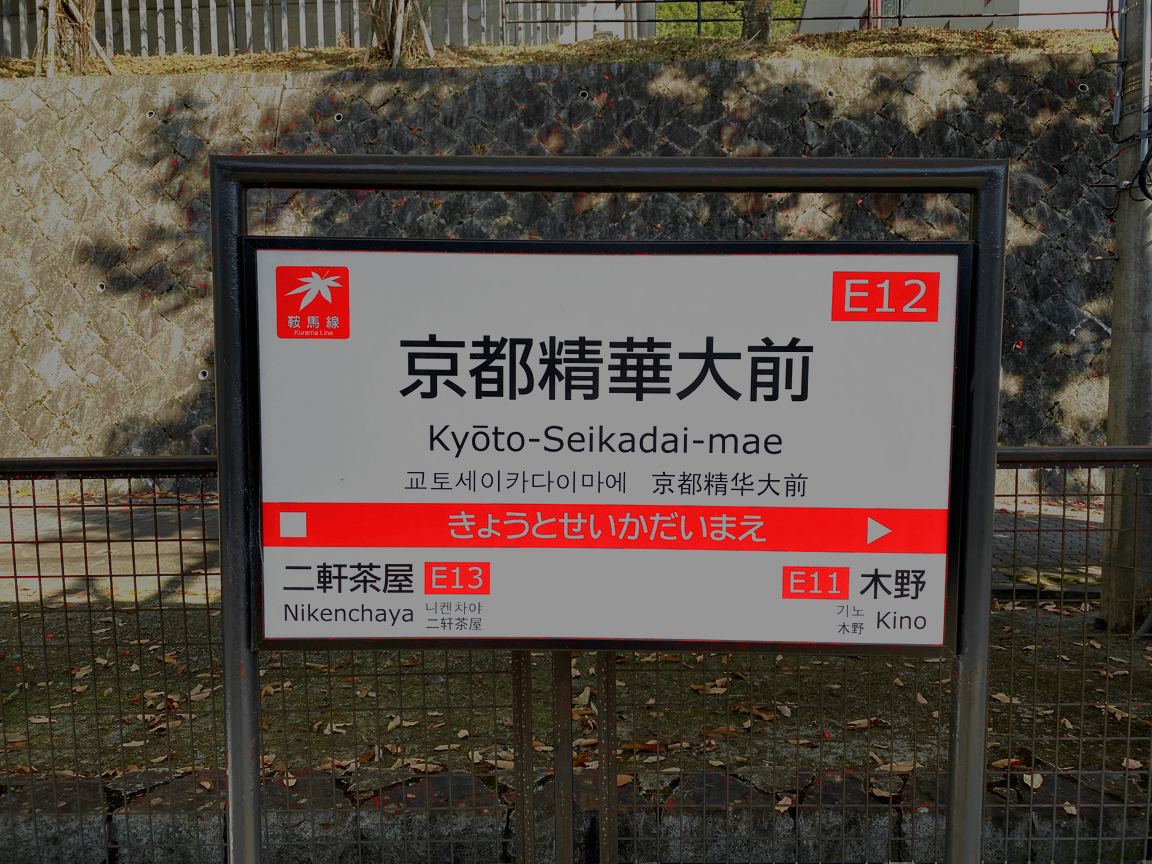 鞍馬線
Kurama Line
E12
京都精華大前
Kyōto-Seikadai-mae
교토세이카다이마에 京都精华大前
きょうとせいかだいまえ
二軒茶屋 E13
Nikenchaya 니켄차야
二轩茶屋
E11 木野
기노 Kino
木野